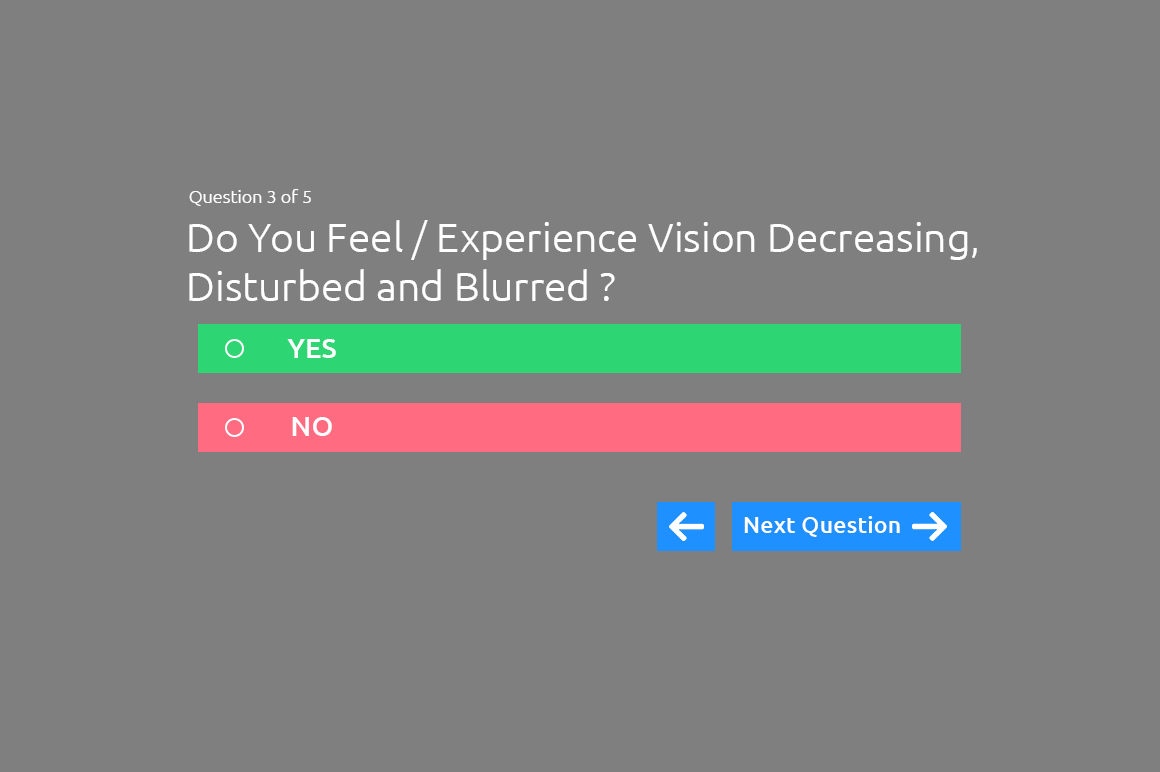 Question 3 of 5
Do You Feel / Experience Vision Decreasing,
Disturbed and Blurred ?
YES
NO
Next Question